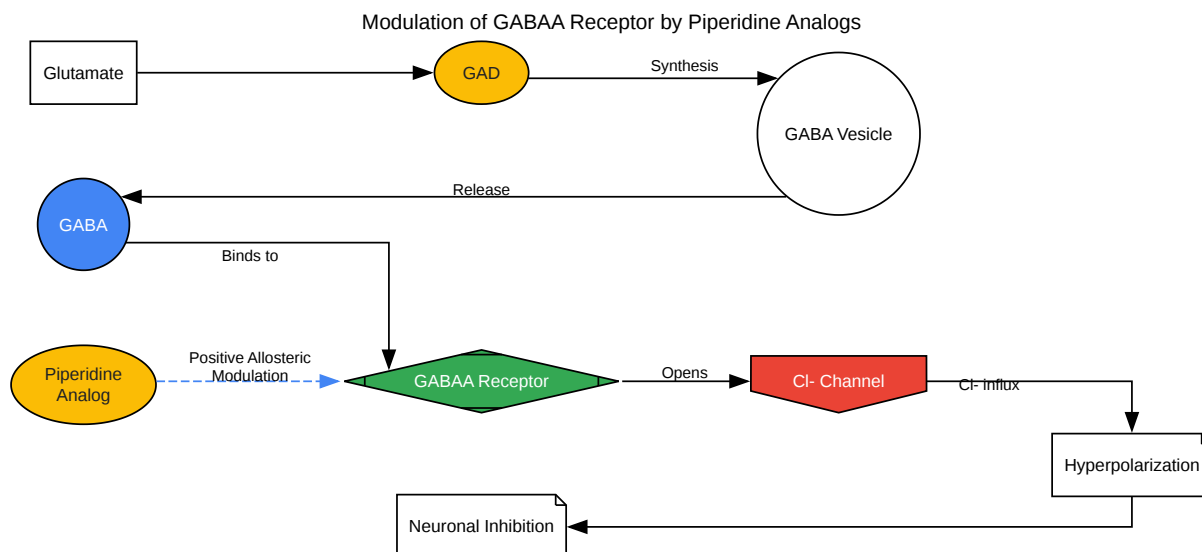 Modulation of GABAA Receptor by Piperidine Analogs
Glutamate
GAD
Synthesis
GABA Vesicle
Release
GABA
Binds to
Piperidine
Analog
Positive Allosteric
Modulation
GABAA Receptor
Opens
Cl- Channel
Cl- influx
Hyperpolarization
Neuronal Inhibition